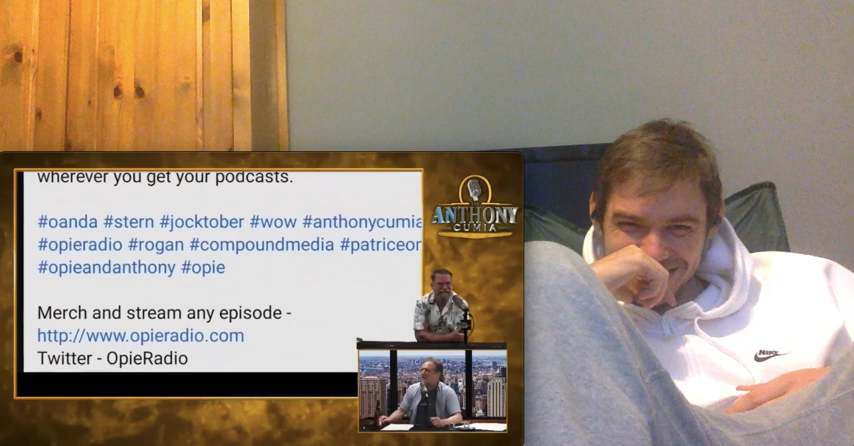 wherever you get your podcasts.
#oanda #stern #jocktober #wow #anthonycumia
#opieradio #rogan #compoundmedia #patriceon
#opieandanthony #opie
Merch and stream any episode -
http://www.opieradio.com
Twitter - OpieRadio
ANTHONY
CUMIA
NIKE